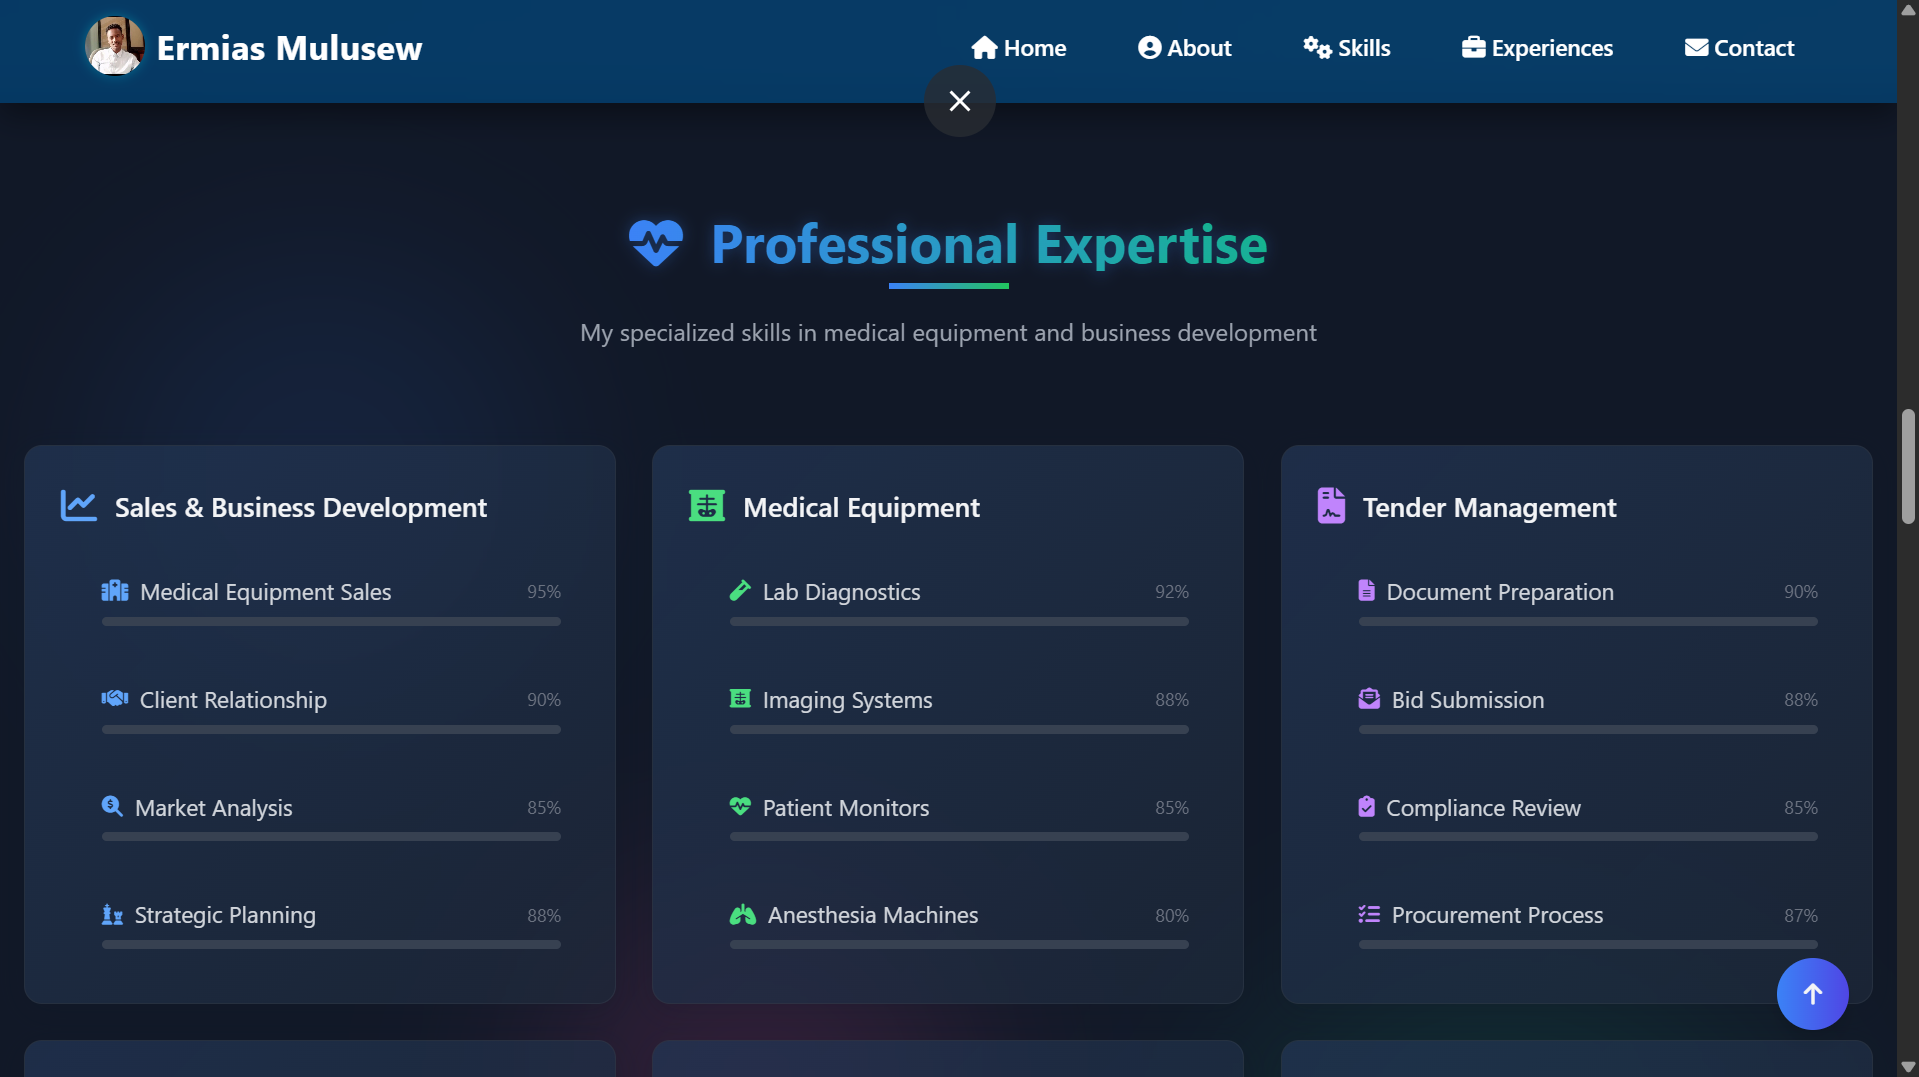 Ermias Mulusew
Home
About
Skills
Experiences
Contact
Professional Expertise
My specialized skills in medical equipment and business development
Sales & Business Development
Medical Equipment Sales 95%
Client Relationship 90%
Market Analysis 85%
Strategic Planning 88%
Medical Equipment
Lab Diagnostics 92%
Imaging Systems 88%
Patient Monitors 85%
Anesthesia Machines 80%
Tender Management
Document Preparation 90%
Bid Submission 88%
Compliance Review 85%
Procurement Process 87%